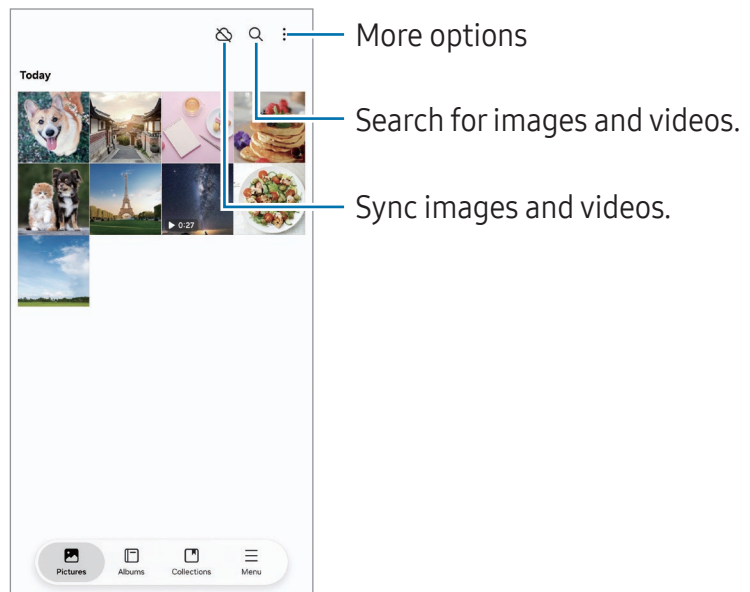 More options
Today
Search for images and videos.
Sync images and videos.
0:27
Pictures Albums Collections Menu